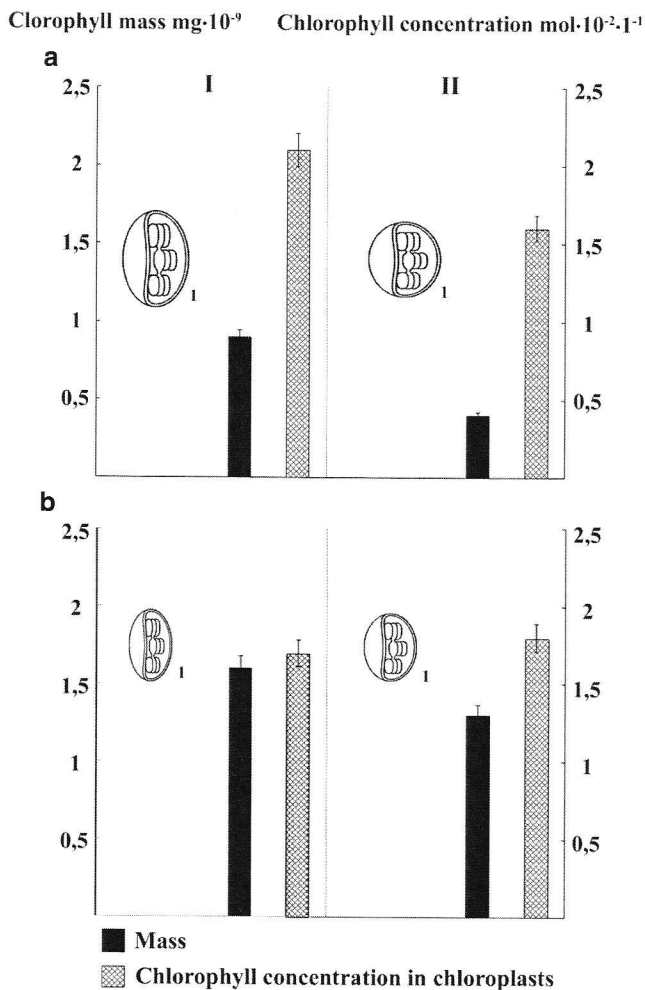 Clorophyll mass mg·10⁻⁹ Chlorophyll concentration mol·10⁻²·1⁻¹
a
I II
2,5 2,5
2 2
1,5 1,5
1 1
1 1
0,5 0,5
b
2,5 2,5
2 2
1 1
1,5 1,5
1 1
0,5 0,5
Mass
Chlorophyll concentration in chloroplasts